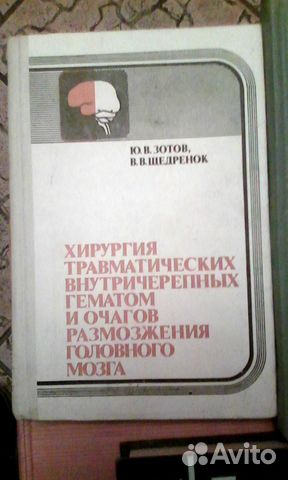 Ю.В.ЗОТОВ,
В.В.ЩЕДРЕНОК
ХИРУРГИЯ
ТРАВМАТИЧЕСКИХ
ВНУТРИЧЕРЕПНЫХ
ГЕМАТОМ
И ОЧАГОВ
РАЗМОЗЖЕНИЯ
ГОЛОВНОГО
МОЗГА
Avito